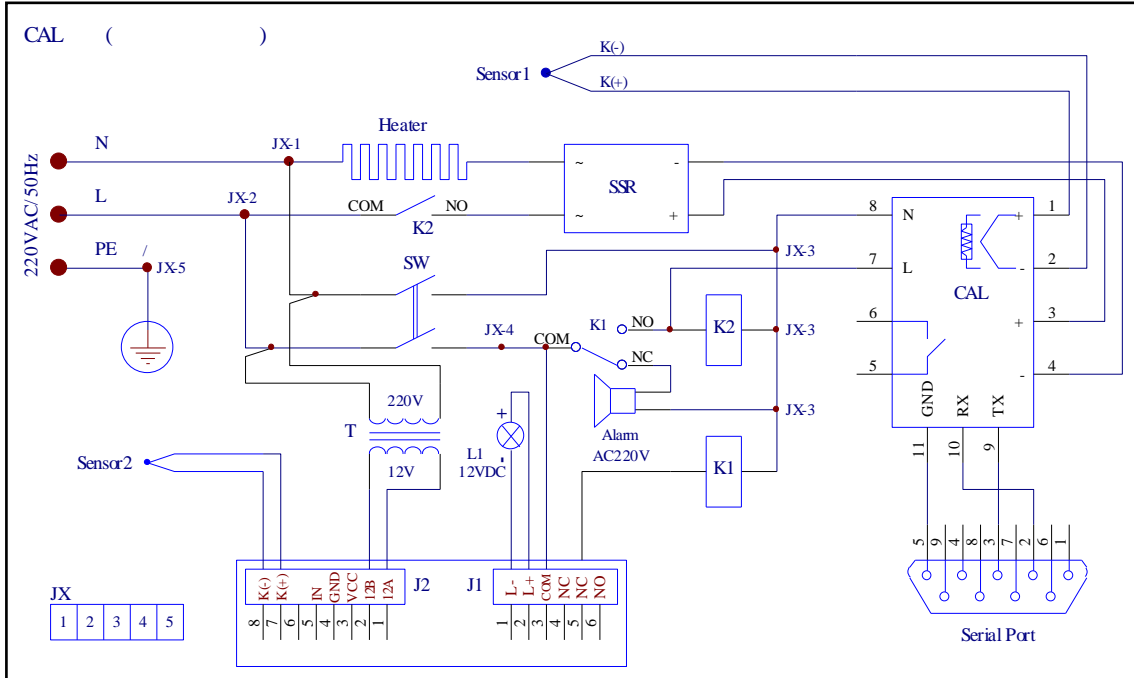 CAL ( )
K(-)
Sensor1
K(+)
Heater
N
JX-1
~
-
SSR
220VAC/50Hz
L
JX-2
COM
NO
~
+
K2
8
N
+
1
PE
/
JX-5
SW
JX-3
7
L
-
2
CAL
K1
NO
K2
JX-3
6
+
3
JX-4
COM
NC
5
-
4
220V
T
12V
+
L1
-
12VDC
Alarm
AC220V
JX-3
K1
GND
RX
TX
11
10
9
Sensor2
5
9
4
8
3
7
2
6
1
Serial Port
K(-)
K(+)
IN
GND
VCC
12B
12A
J2
8
7
6
5
4
3
2
1
J1
L-
L+
COM
NC
NC
NO
1
2
3
4
5
6
JX
1 2 3 4 5